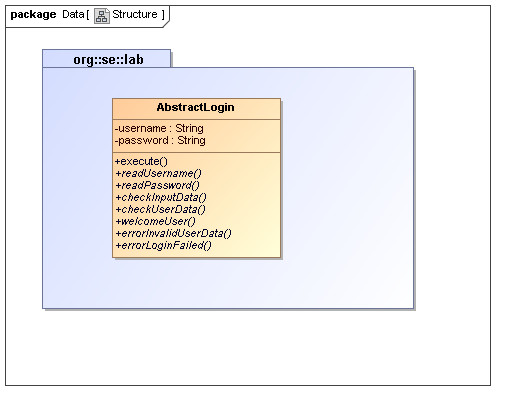 package Data [ Structure ]
org::se::lab
AbstractLogin
-username : String
-password : String
+execute()
+readUsername()
+readPassword()
+checkInputData()
+checkUserData()
+welcomeUser()
+errorInvalidUserData()
+errorLoginFailed()